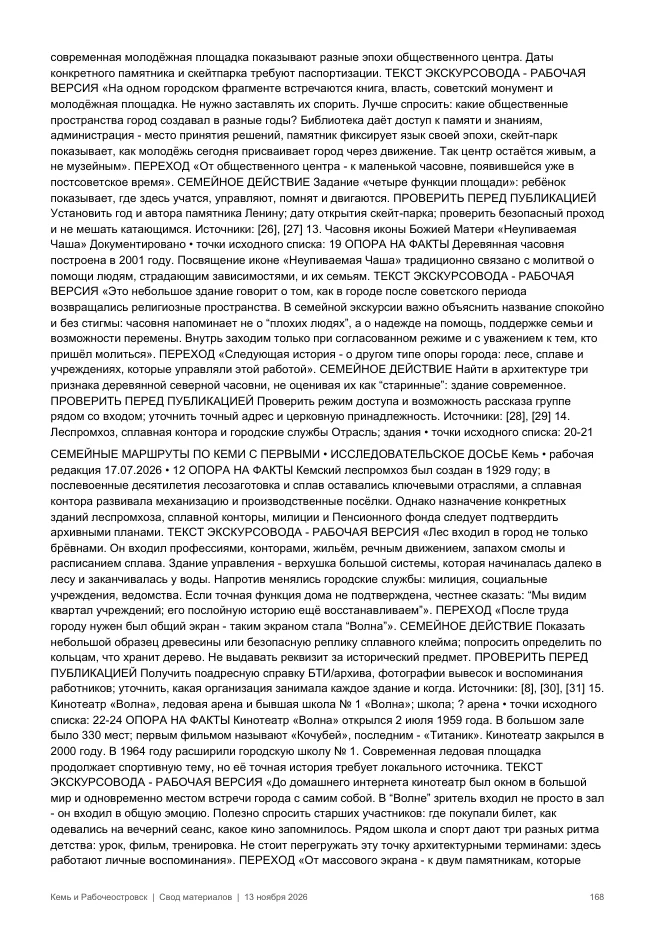 современная молодёжная площадка показывают разные эпохи общественного центра. Даты
конкретного памятника и скейтпарка требуют паспортизации. ТЕКСТ ЭКСКУРСОВОДА - РАБОЧАЯ
ВЕРСИЯ «На одном городском фрагменте встречаются книга, власть, советский монумент и
молодёжная площадка. Не нужно заставлять их спорить. Лучше спросить: какие общественные
пространства город создавал в разные годы? Библиотека даёт доступ к памяти и знаниям,
администрация - место принятия решений, памятник фиксирует язык своей эпохи, скейт-парк
показывает, как молодёжь сегодня присваивает город через движение. Так центр остаётся живым, а
не музейным». ПЕРЕХОД «От общественного центра - к маленькой часовне, появившейся уже в
постсоветское время». СЕМЕЙНОЕ ДЕЙСТВИЕ Задание «четыре функции площади»: ребёнок
показывает, где здесь учатся, управляют, помнят и двигаются. ПРОВЕРИТЬ ПЕРЕД ПУБЛИКАЦИЕЙ
Установить год и автора памятника Ленину; дату открытия скейт-парка; проверить безопасный проход
и не мешать катающимся. Источники: [26], [27] 13. Часовня иконы Божией Матери «Неупиваемая
Чаша» Документировано • точки исходного списка: 19 ОПОРА НА ФАКТЫ Деревянная часовня
построена в 2001 году. Посвящение иконе «Неупиваемая Чаша» традиционно связано с молитвой о
помощи людям, страдающим зависимостями, и их семьям. ТЕКСТ ЭКСКУРСОВОДА - РАБОЧАЯ
ВЕРСИЯ «Это небольшое здание говорит о том, как в городе после советского периода
возвращались религиозные пространства. В семейной экскурсии важно объяснить название спокойно
и без стигмы: часовня напоминает не о “плохих людях”, а о надежде на помощь, поддержке семьи и
возможности перемены. Внутрь заходим только при согласованном режиме и с уважением к тем, кто
пришёл молиться». ПЕРЕХОД «Следующая история - о другом типе опоры города: лесе, сплаве и
учреждениях, которые управляли этой работой». СЕМЕЙНОЕ ДЕЙСТВИЕ Найти в архитектуре три
признака деревянной северной часовни, не оценивая их как “старинные”: здание современное.
ПРОВЕРИТЬ ПЕРЕД ПУБЛИКАЦИЕЙ Проверить режим доступа и возможность рассказа группе
рядом со входом; уточнить точный адрес и церковную принадлежность. Источники: [28], [29] 14.
Леспромхоз, сплавная контора и городские службы Отрасль; здания • точки исходного списка: 20-21
СЕМЕЙНЫЕ МАРШРУТЫ ПО КЕМИ С ПЕРВЫМИ • ИССЛЕДОВАТЕЛЬСКОЕ ДОСЬЕ Кемь • рабочая
редакция 17.07.2026 • 12 ОПОРА НА ФАКТЫ Кемский леспромхоз был создан в 1929 году; в
послевоенные десятилетия лесозаготовка и сплав оставались ключевыми отраслями, а сплавная
контора развивала механизацию и производственные посёлки. Однако назначение конкретных
зданий леспромхоза, сплавной конторы, милиции и Пенсионного фонда следует подтвердить
архивными планами. ТЕКСТ ЭКСКУРСОВОДА - РАБОЧАЯ ВЕРСИЯ «Лес входил в город не только
брёвнами. Он входил профессиями, конторами, жильём, речным движением, запахом смолы и
расписанием сплава. Здание управления - верхушка большой системы, которая начиналась далеко в
лесу и заканчивалась у воды. Напротив менялись городские службы: милиция, социальные
учреждения, ведомства. Если точная функция дома не подтверждена, честнее сказать: “Мы видим
квартал учреждений; его послойную историю ещё восстанавливаем”». ПЕРЕХОД «После труда
городу нужен был общий экран - таким экраном стала “Волна”». СЕМЕЙНОЕ ДЕЙСТВИЕ Показать
небольшой образец древесины или безопасную реплику сплавного клейма; попросить определить по
кольцам, что хранит дерево. Не выдавать реквизит за исторический предмет. ПРОВЕРИТЬ ПЕРЕД
ПУБЛИКАЦИЕЙ Получить поадресную справку БТИ/архива, фотографии вывесок и воспоминания
работников; уточнить, какая организация занимала каждое здание и когда. Источники: [8], [30], [31] 15.
Кинотеатр «Волна», ледовая арена и бывшая школа № 1 «Волна»; школа; ? арена • точки исходного
списка: 22-24 ОПОРА НА ФАКТЫ Кинотеатр «Волна» открылся 2 июля 1959 года. В большом зале
было 330 мест; первым фильмом называют «Кочубей», последним - «Титаник». Кинотеатр закрылся в
2000 году. В 1964 году расширили городскую школу № 1. Современная ледовая площадка
продолжает спортивную тему, но её точная история требует локального источника. ТЕКСТ
ЭКСКУРСОВОДА - РАБОЧАЯ ВЕРСИЯ «До домашнего интернета кинотеатр был окном в большой
мир и одновременно местом встречи города с самим собой. В “Волне” зритель входил не просто в зал
- он входил в общую эмоцию. Полезно спросить старших участников: где покупали билет, как
одевались на вечерний сеанс, какое кино запомнилось. Рядом школа и спорт дают три разных ритма
детства: урок, фильм, тренировка. Не стоит перегружать эту точку архитектурными терминами: здесь
работают личные воспоминания». ПЕРЕХОД «От массового экрана - к двум памятникам, которые
Кемь и Рабочеостровск | Свод материалов | 13 ноября 2026
168